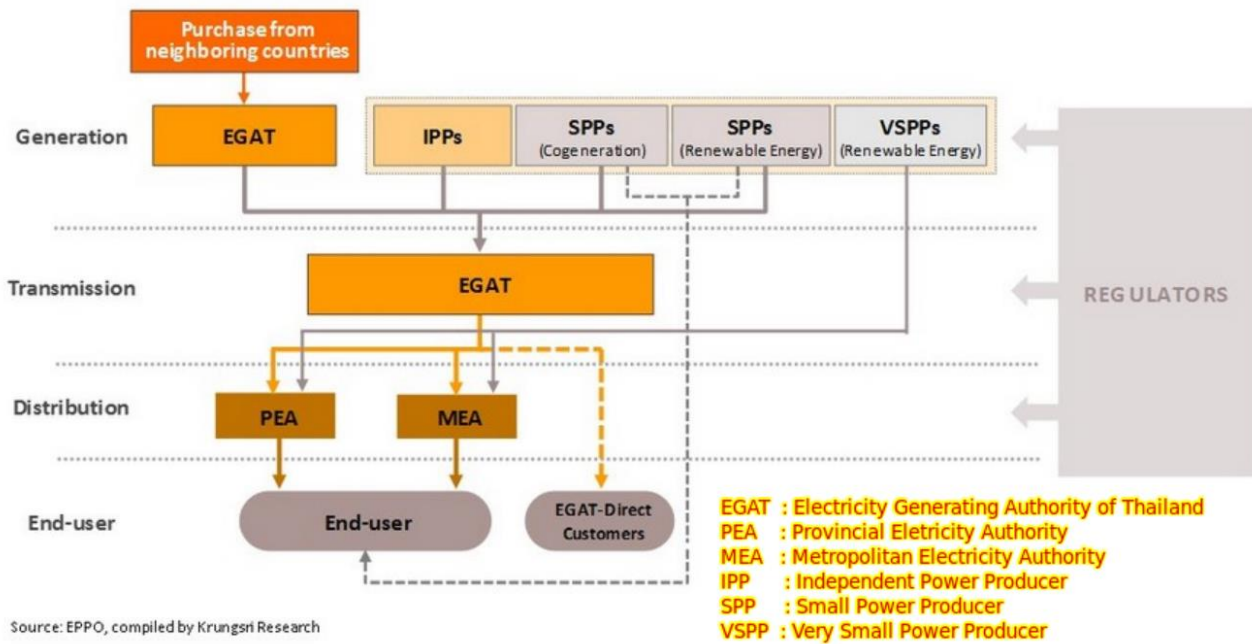 Purchase from
neighboring countries
Generation
EGAT
IPPs
SPPs
(Cogeneration)
SPPs
(Renewable Energy)
VSPPs
(Renewable Energy)
Transmission
EGAT
REGULATORS
Distribution
PEA
MEA
End-user
End-user
EGAT-Direct
Customers
EGAT : Electricity Generating Authority of Thailand
PEA : Provincial Eletricity Authority
MEA : Metropolitan Electricity Authority
IPP : Independent Power Producer
SPP : Small Power Producer
VSPP : Very Small Power Producer
Source: EPPO, compiled by Krungsri Research